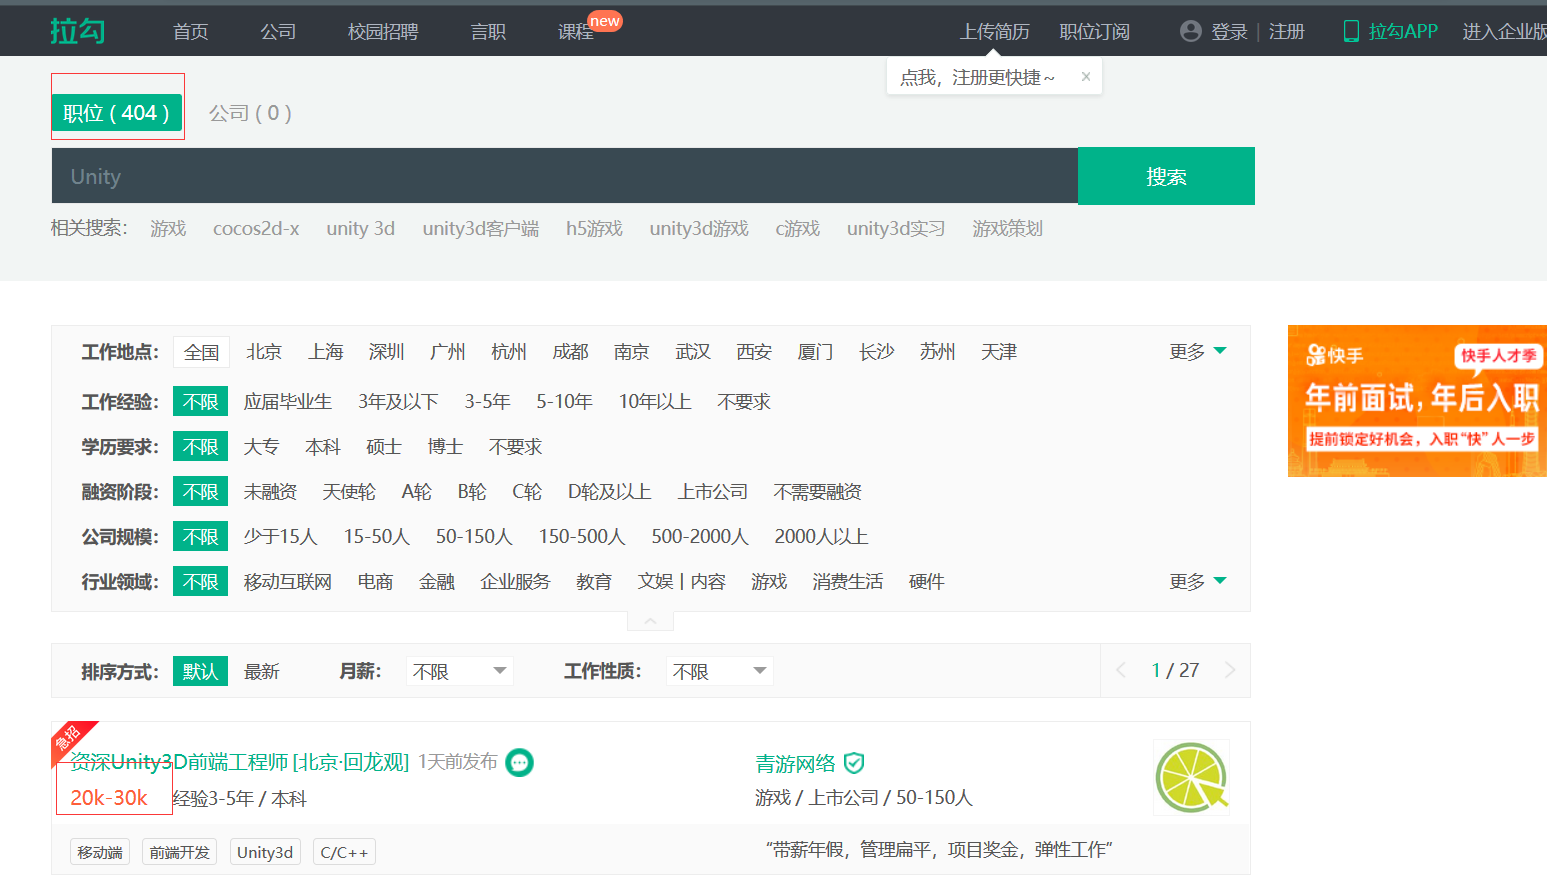 拉勾 首页 公司 校园招聘 言职 课程 new 上传简历 职位订阅 登录 | 注册 拉勾APP 进入企业版
点我，注册更快捷~ ×
职位 ( 404 ) 公司 ( 0 )
Unity 搜索
相关搜索： 游戏 cocos2d-x unity 3d unity3d客户端 h5游戏 unity3d游戏 c游戏 unity3d实习 游戏策划
工作地点： 全国 北京 上海 深圳 广州 杭州 成都 南京 武汉 西安 厦门 长沙 苏州 天津 更多
工作经验： 不限 应届毕业生 3年及以下 3-5年 5-10年 10年以上 不要求
学历要求： 不限 大专 本科 硕士 博士 不要求
融资阶段： 不限 未融资 天使轮 A轮 B轮 C轮 D轮及以上 上市公司 不需要融资
公司规模： 不限 少于15人 15-50人 50-150人 150-500人 500-2000人 2000人以上
行业领域： 不限 移动互联网 电商 金融 企业服务 教育 文娱丨内容 游戏 消费生活 硬件 更多
快手 快手人才季
年前面试，年后入职
提前锁定好机会，入职“快”人一步
排序方式： 默认 最新 月薪： 不限 工作性质： 不限 1 / 27
急招
资深Unity3D前端工程师 [北京·回龙观] 1天前发布 青游网络
20k-30k 经验3-5年 / 本科 游戏 / 上市公司 / 50-150人
移动端 前端开发 Unity3d C/C++ “带薪年假，管理扁平，项目奖金，弹性工作”